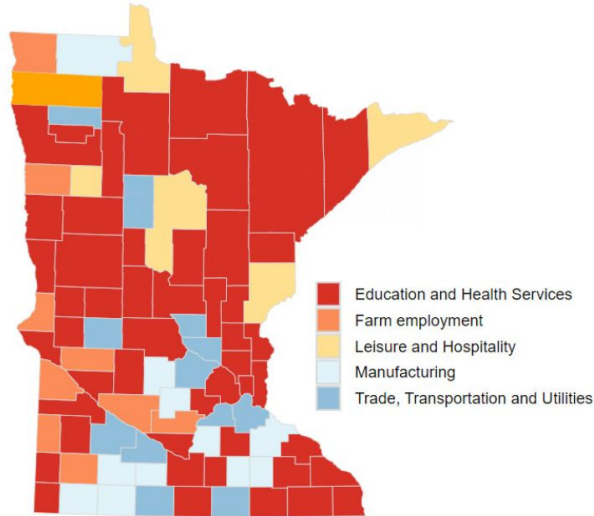 Education and Health Services
Farm employment
Leisure and Hospitality
Manufacturing
Trade, Transportation and Utilities